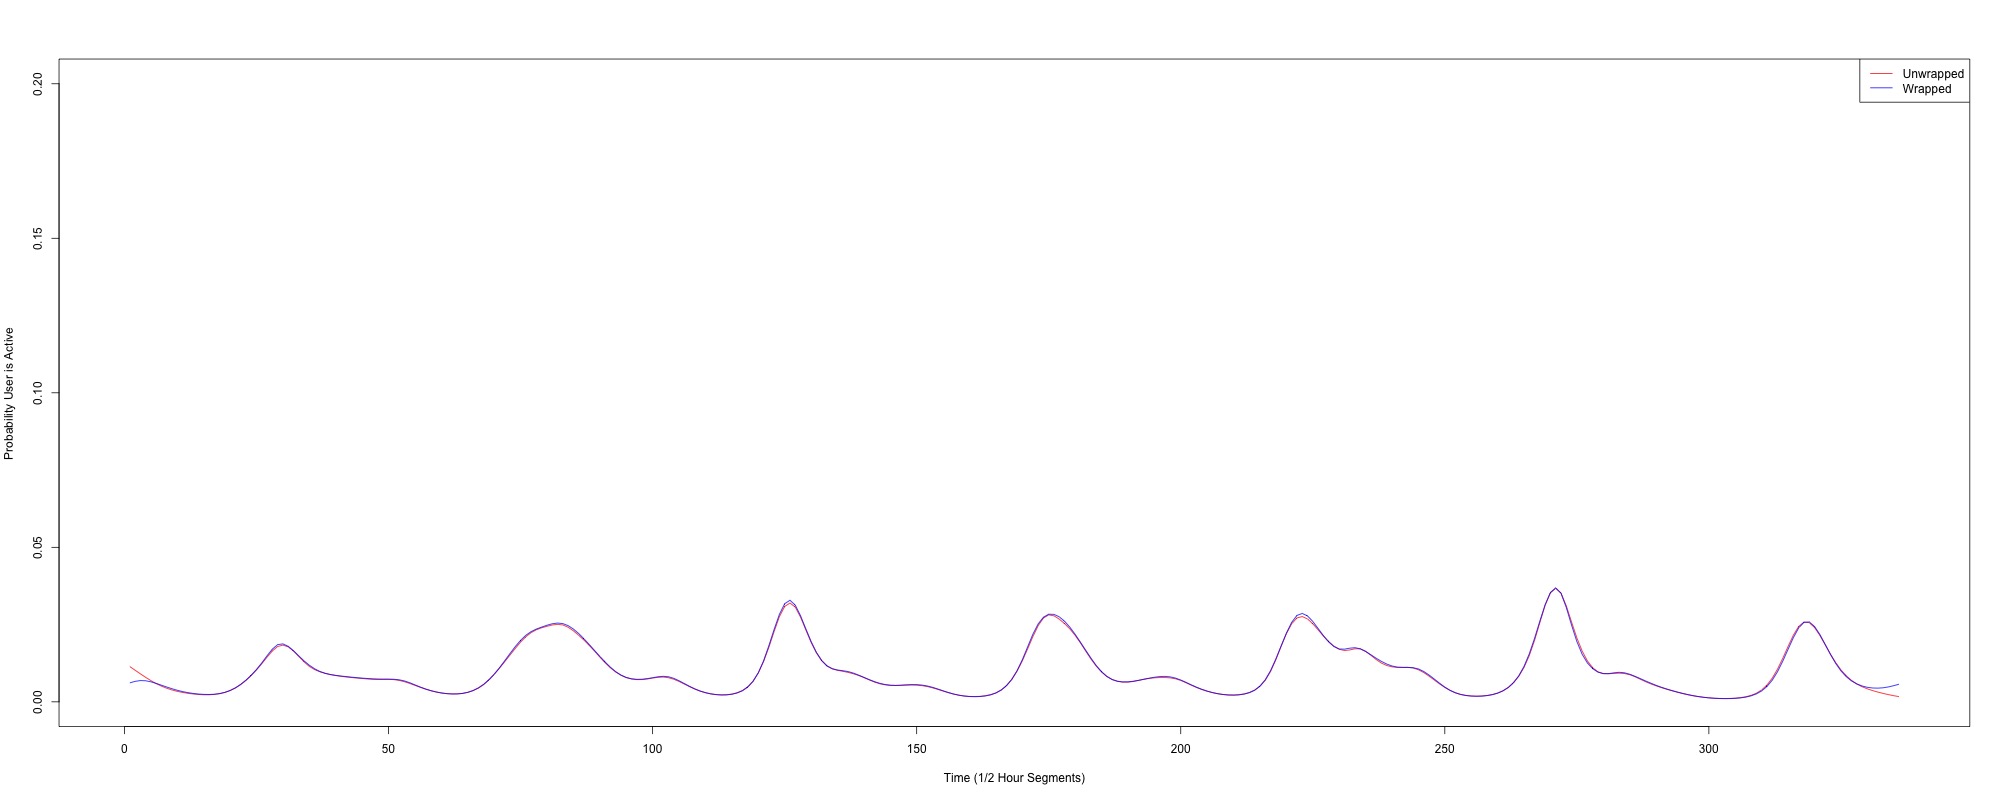 Unwrapped
Wrapped
0.20
0.15
0.10
0.05
0.00
Probability User is Active
0 50 100 150 200 250 300
Time (1/2 Hour Segments)